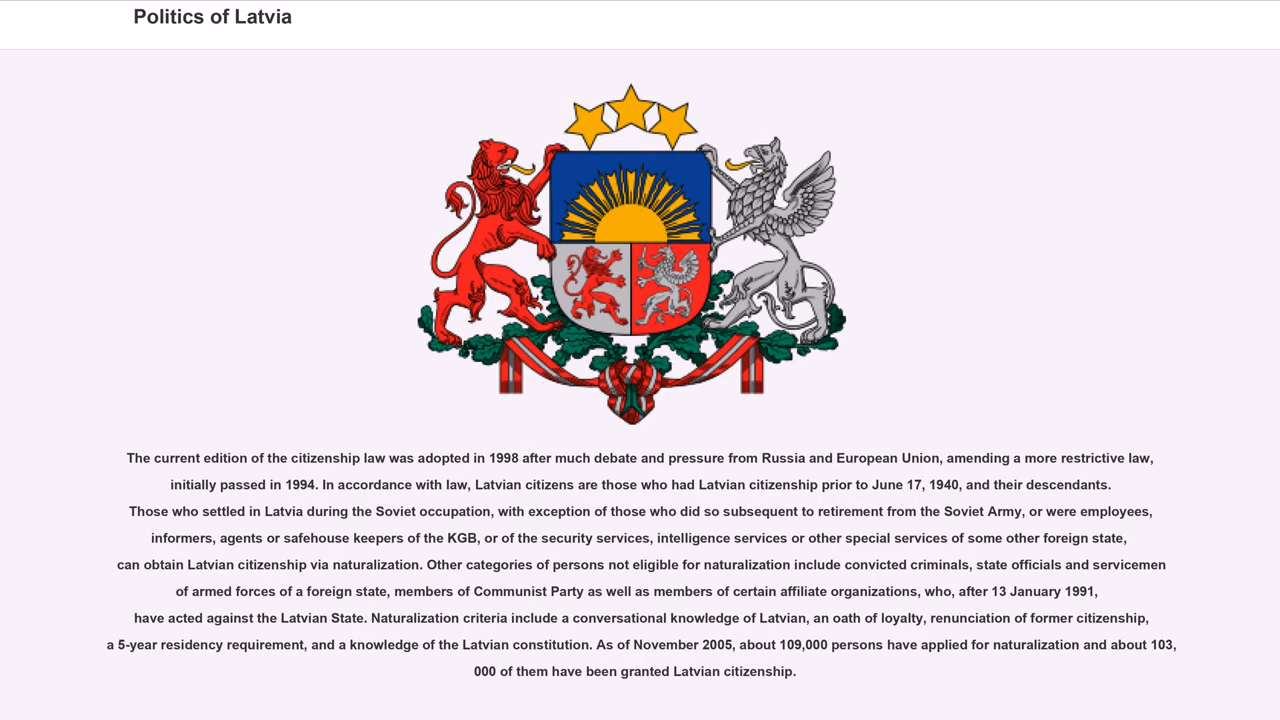 Politics of Latvia
The current edition of the citizenship law was adopted in 1998 after much debate and pressure from Russia and European Union, amending a more restrictive law,
initially passed in 1994. In accordance with law, Latvian citizens are those who had Latvian citizenship prior to June 17, 1940, and their descendants.
Those who settled in Latvia during the Soviet occupation, with exception of those who did so subsequent to retirement from the Soviet Army, or were employees,
informers, agents or safehouse keepers of the KGB, or of the security services, intelligence services or other special services of some other foreign state,
can obtain Latvian citizenship via naturalization. Other categories of persons not eligible for naturalization include convicted criminals, state officials and servicemen
of armed forces of a foreign state, members of Communist Party as well as members of certain affiliate organizations, who, after 13 January 1991,
have acted against the Latvian State. Naturalization criteria include a conversational knowledge of Latvian, an oath of loyalty, renunciation of former citizenship,
a 5-year residency requirement, and a knowledge of the Latvian constitution. As of November 2005, about 109,000 persons have applied for naturalization and about 103,
000 of them have been granted Latvian citizenship.